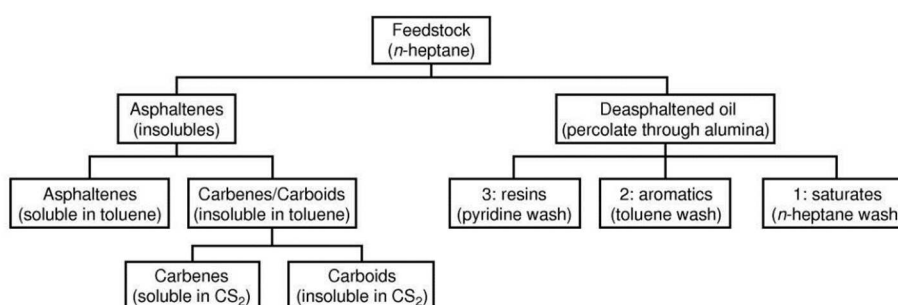 Feedstock
(n-heptane)
Asphaltenes
(insolubles)
Deasphaltened oil
(percolate through alumina)
Asphaltenes
(soluble in toluene)
Carbenes/Carboids
(insoluble in toluene)
3: resins
(pyridine wash)
2: aromatics
(toluene wash)
1: saturates
(n-heptane wash)
Carbenes
(soluble in CS₂)
Carboids
(insoluble in CS₂)